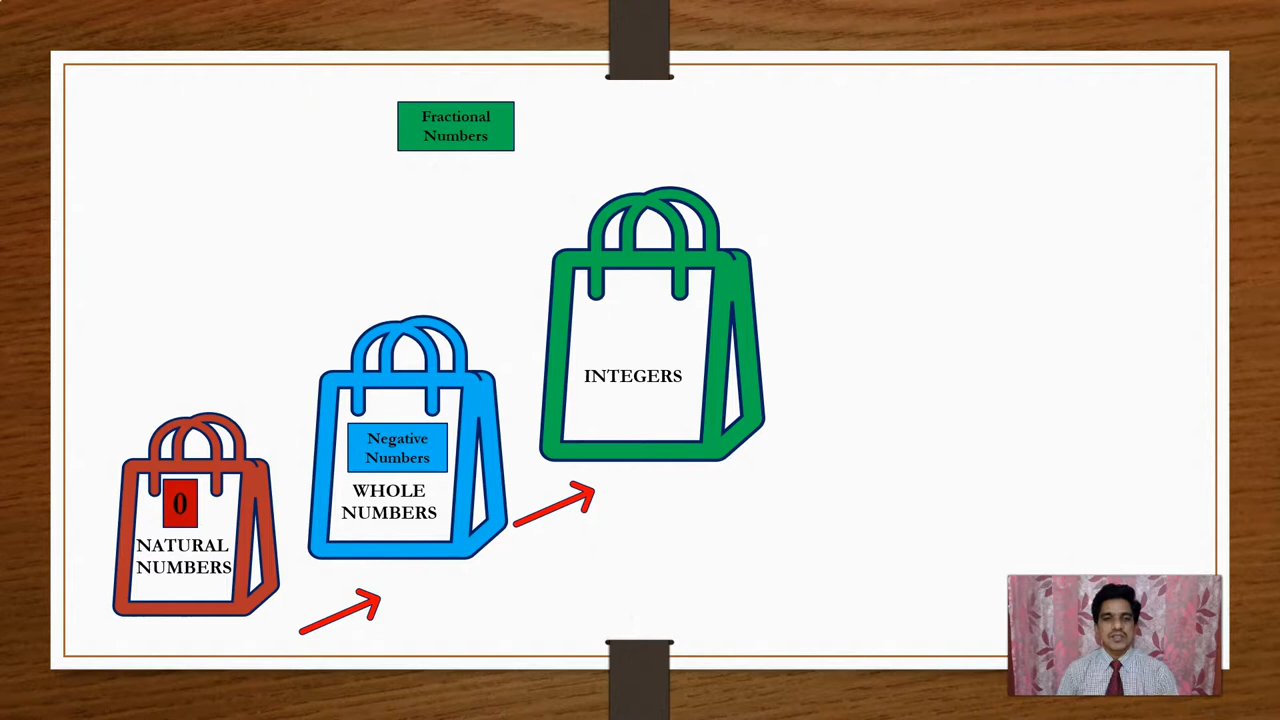 Fractional
Numbers
INTEGERS
Negative
Numbers
WHOLE
NUMBERS
0
NATURAL
NUMBERS